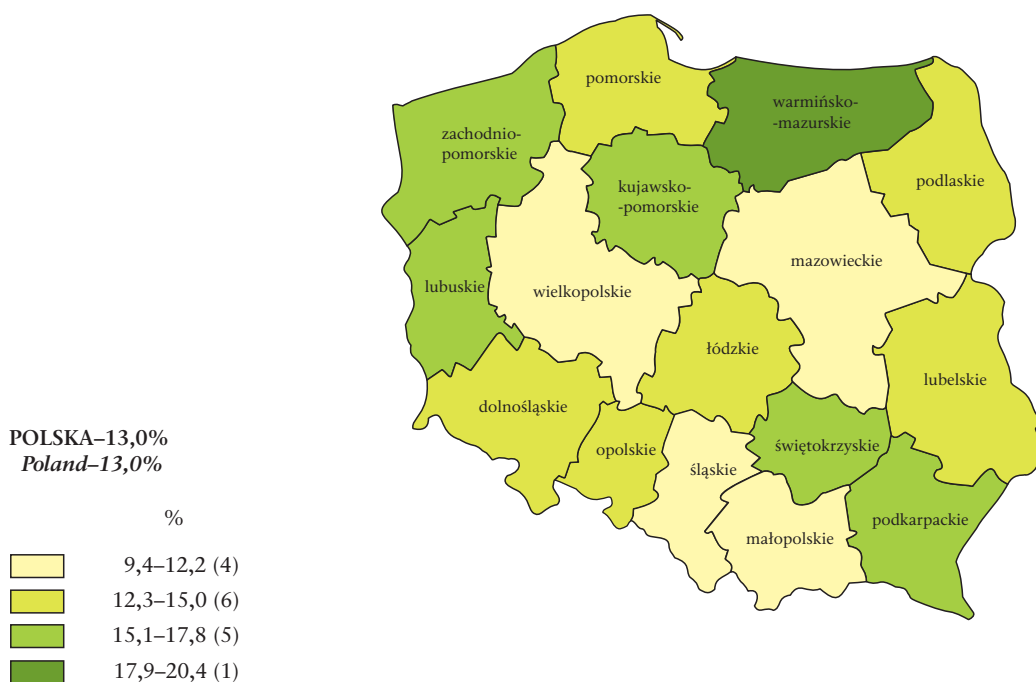 pomorskie
warmińsko-
-mazurskie
zachodnio-
pomorskie
podlaskie
kujawsko-
-pomorskie
mazowieckie
lubuskie
wielkopolskie
łódzkie
lubelskie
dolnośląskie
opolskie
śląskie
świętokrzyskie
podkarpackie
małopolskie
POLSKA–13,0%
Poland–13,0%
%
9,4–12,2 (4)
12,3–15,0 (6)
15,1–17,8 (5)
17,9–20,4 (1)